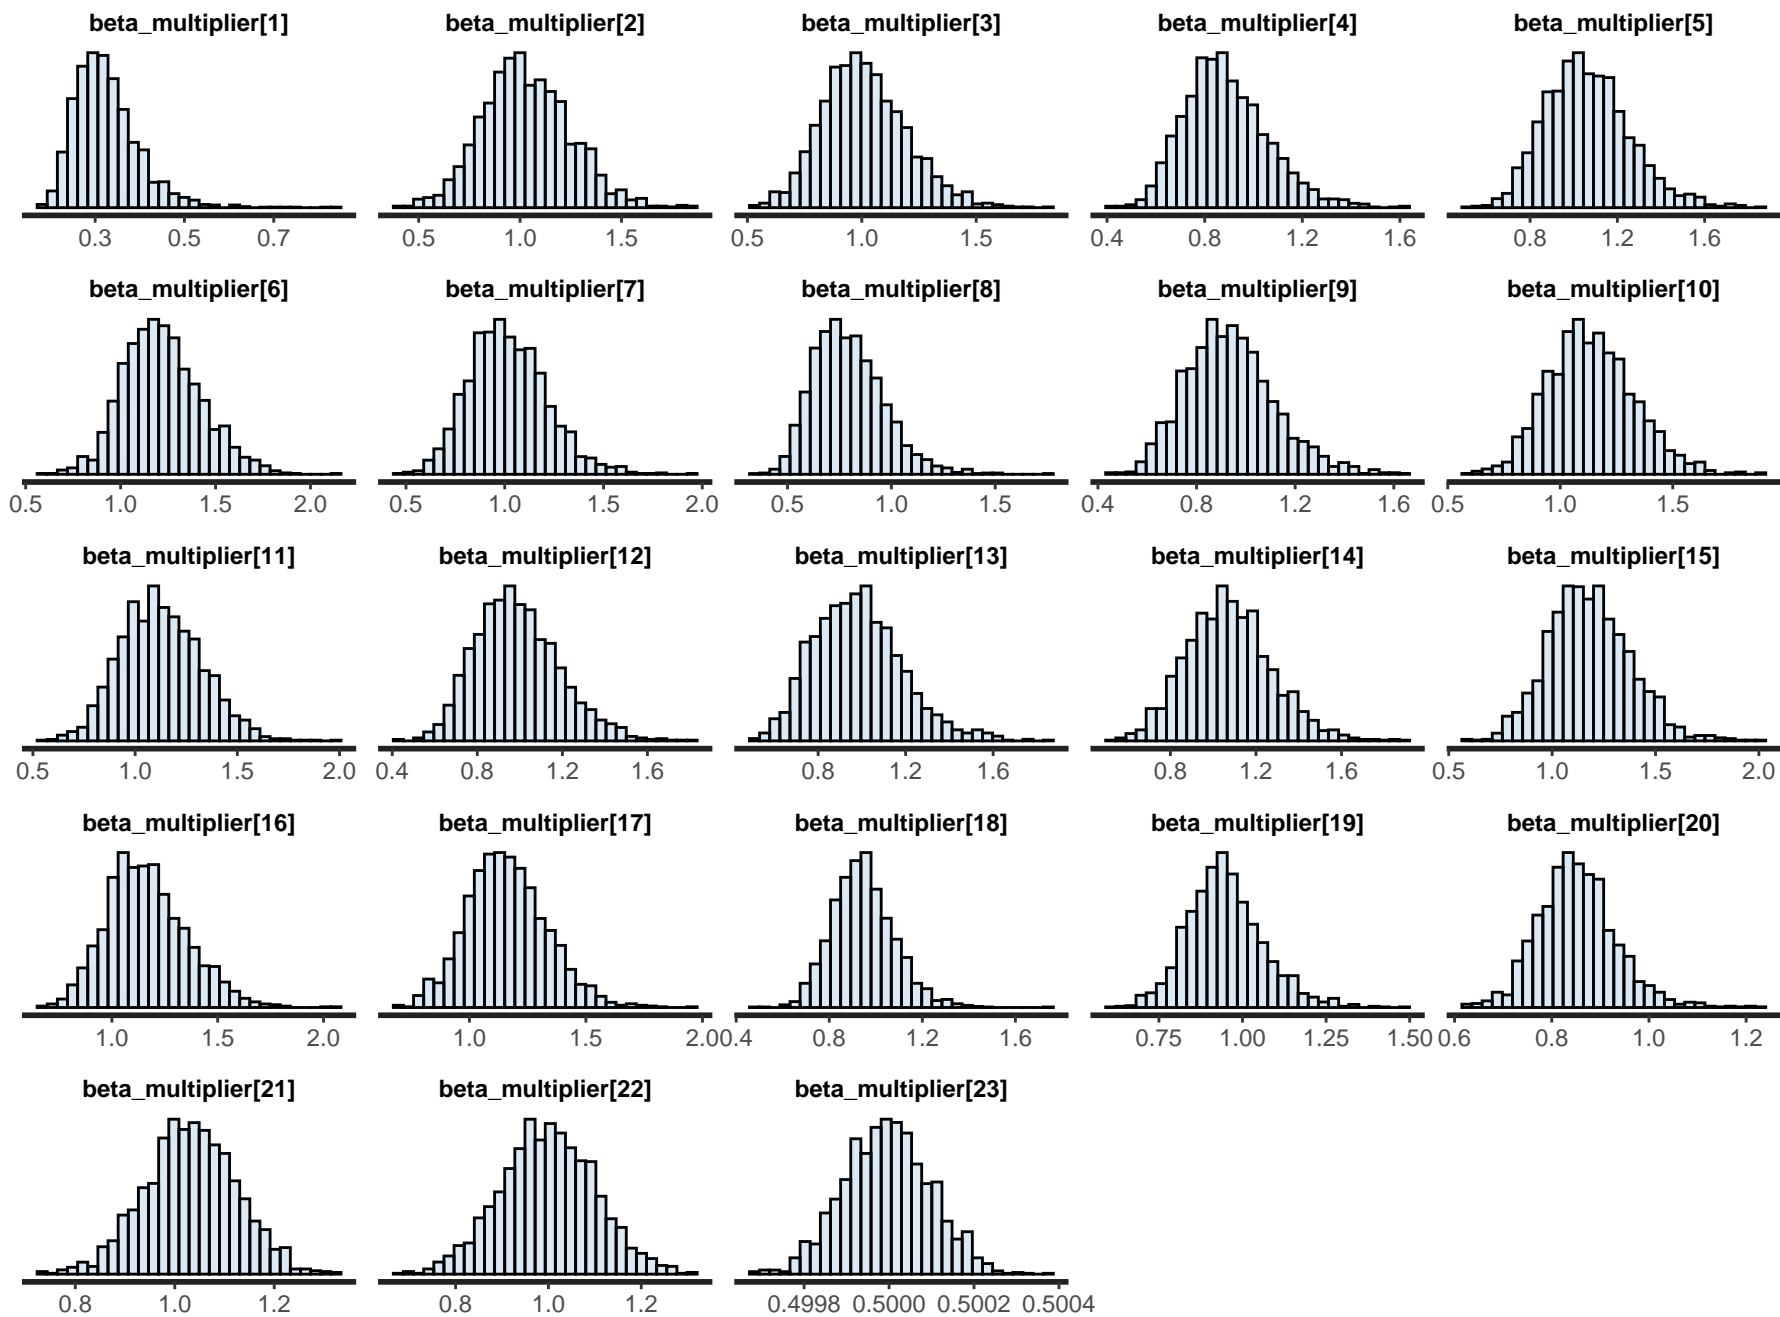 beta_multiplier[1] beta_multiplier[2] beta_multiplier[3] beta_multiplier[4] beta_multiplier[5]
0.3 0.5 0.7 0.5 1.0 1.5 0.5 1.0 1.5 0.4 0.8 1.2 1.6 0.8 1.2 1.6
beta_multiplier[6] beta_multiplier[7] beta_multiplier[8] beta_multiplier[9] beta_multiplier[10]
0.5 1.0 1.5 2.0 0.5 1.0 1.5 2.0 0.5 1.0 1.5 0.4 0.8 1.2 1.6 0.5 1.0 1.5
beta_multiplier[11] beta_multiplier[12] beta_multiplier[13] beta_multiplier[14] beta_multiplier[15]
0.5 1.0 1.5 2.0 0.4 0.8 1.2 1.6 0.8 1.2 1.6 0.8 1.2 1.6 0.5 1.0 1.5 2.0
beta_multiplier[16] beta_multiplier[17] beta_multiplier[18] beta_multiplier[19] beta_multiplier[20]
1.0 1.5 2.0 1.0 1.5 2.0 0.4 0.8 1.2 1.6 0.75 1.00 1.25 1.50 0.6 0.8 1.0 1.2
beta_multiplier[21] beta_multiplier[22] beta_multiplier[23]
0.8 1.0 1.2 0.8 1.0 1.2 0.4998 0.5000 0.5002 0.5004